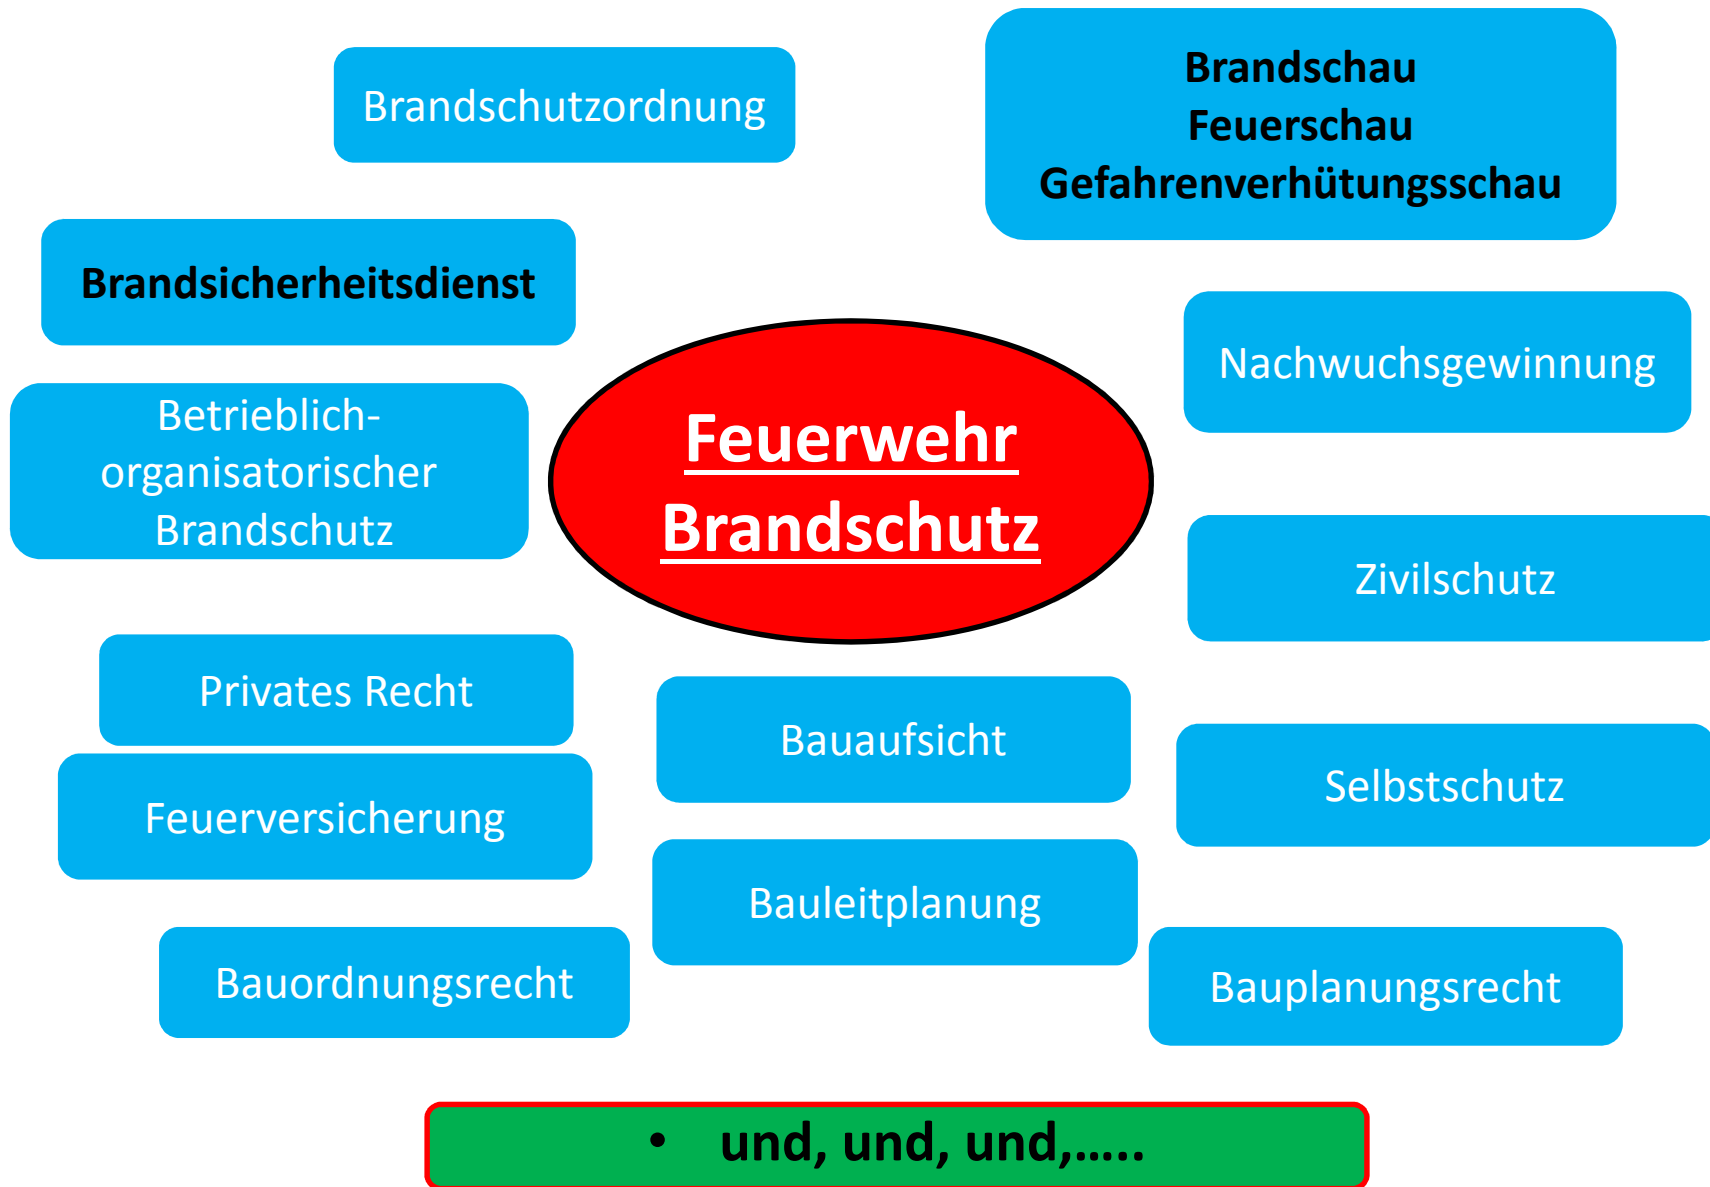 Brandschutzordnung
Brandschau
Feuerschau
Gefahrenverhütungsschau
Brandsicherheitsdienst
Nachwuchsgewinnung
Betrieblich-
organisatorischer
Brandschutz
Feuerwehr
Brandschutz
Zivilschutz
Privates Recht
Bauaufsicht
Selbstschutz
Feuerversicherung
Bauleitplanung
Bauordnungsrecht
Bauplanungsrecht
• und, und, und,.....